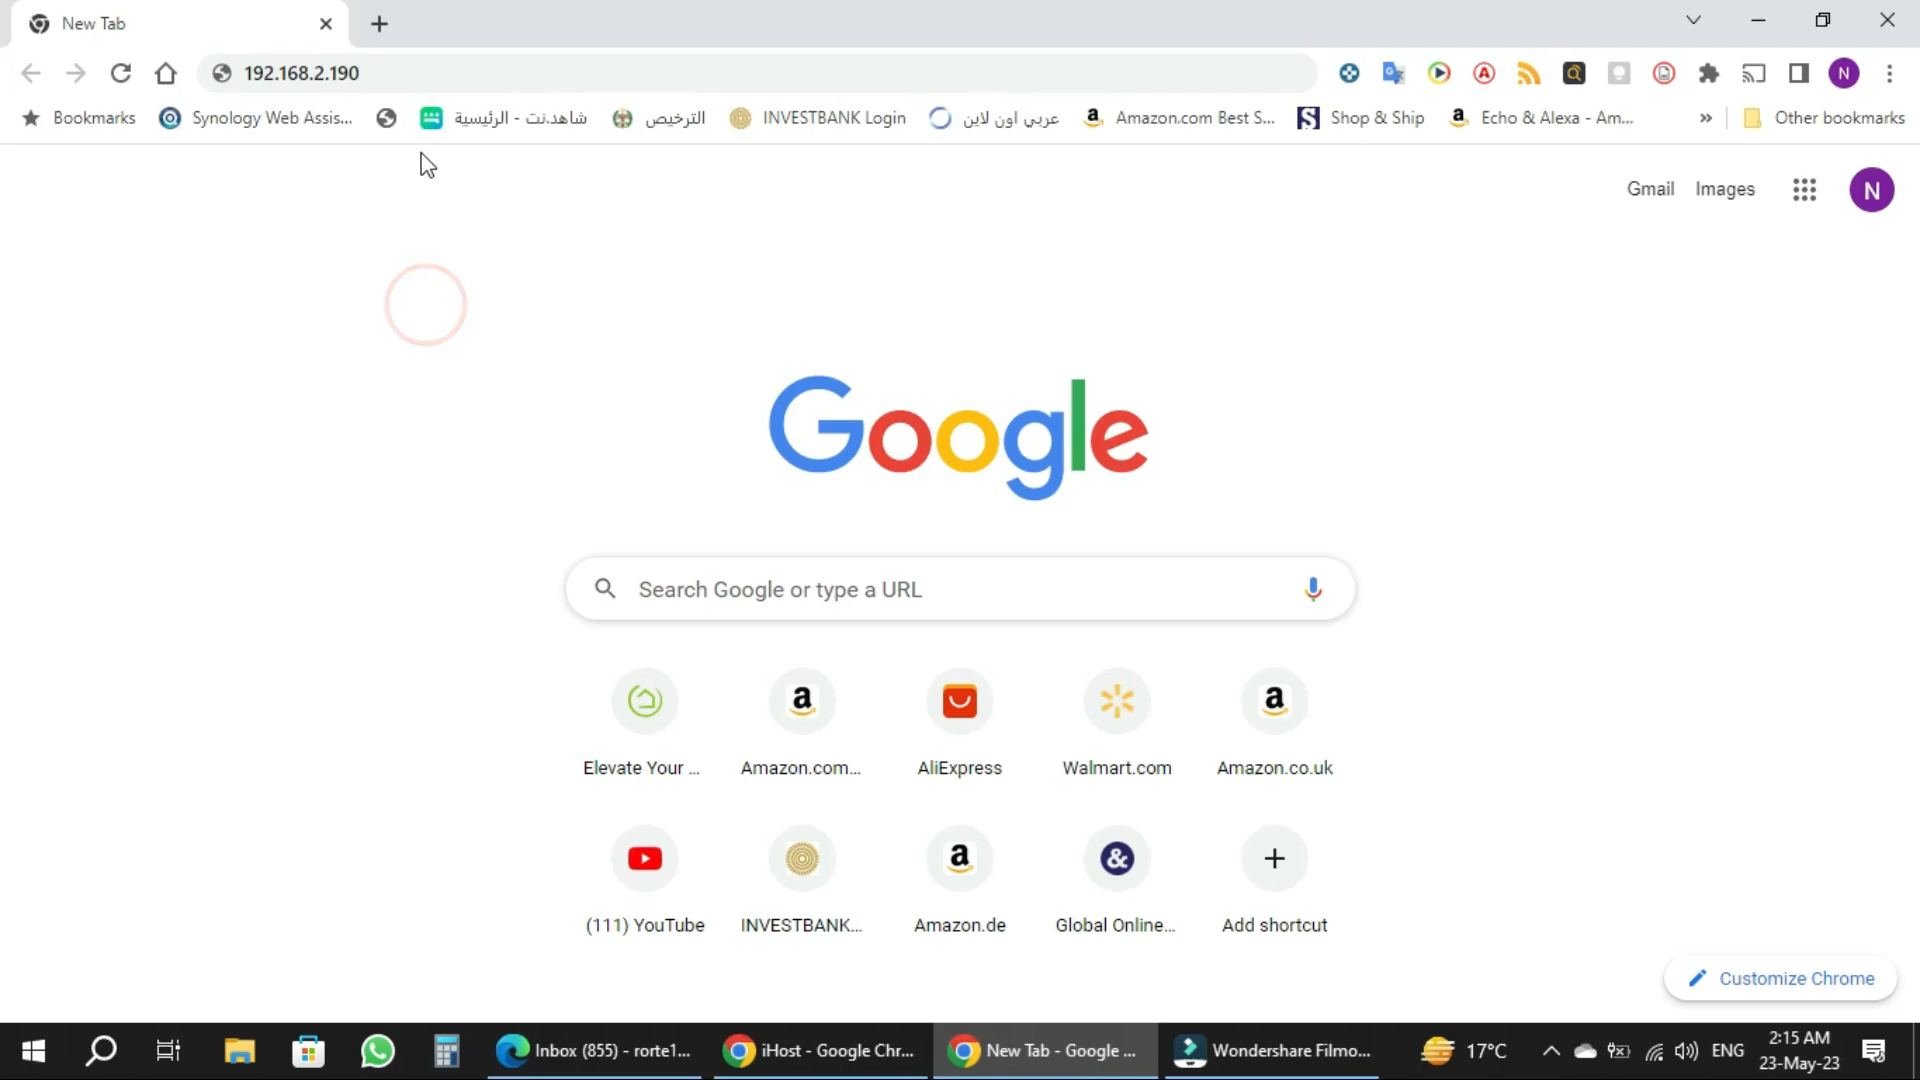 New Tab
192.168.2.190
Bookmarks
Synology Web Assis...
شاهد.نت - الرئيسية
الترخيص
INVESTBANK Login
عربي اون لاين
Amazon.com Best S...
Shop & Ship
Echo & Alexa - Am...
Other bookmarks
Gmail
Images
N
N
Google
Search Google or type a URL
Elevate Your ...
Amazon.com...
AliExpress
Walmart.com
Amazon.co.uk
(111) YouTube
INVESTBANK...
Amazon.de
Global Online...
Add shortcut
Customize Chrome
Inbox (855) - rorte1...
iHost - Google Chr...
New Tab - Google ...
Wondershare Filmo...
17°C
ENG
2:15 AM
23-May-23